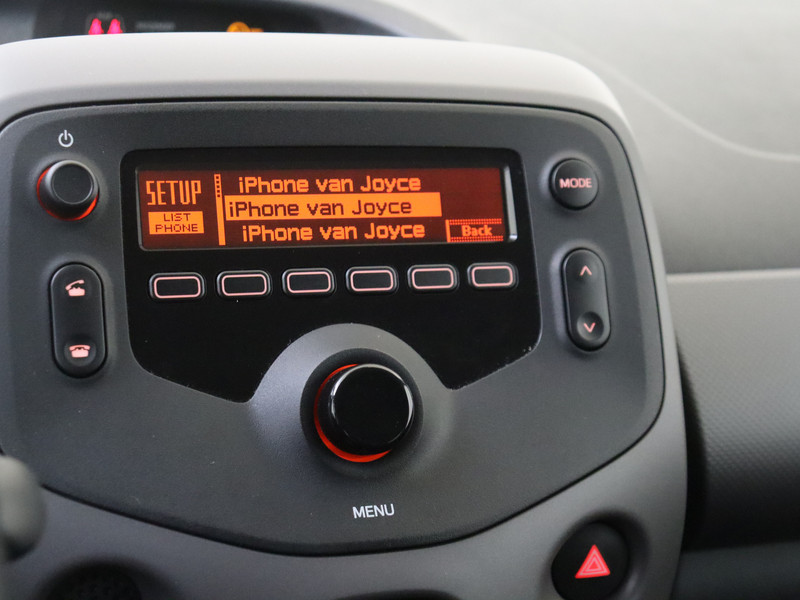 SETUP
LIST
PHONE
iPhone van Joyce
iPhone van Joyce
iPhone van Joyce
Back
MODE
MENU